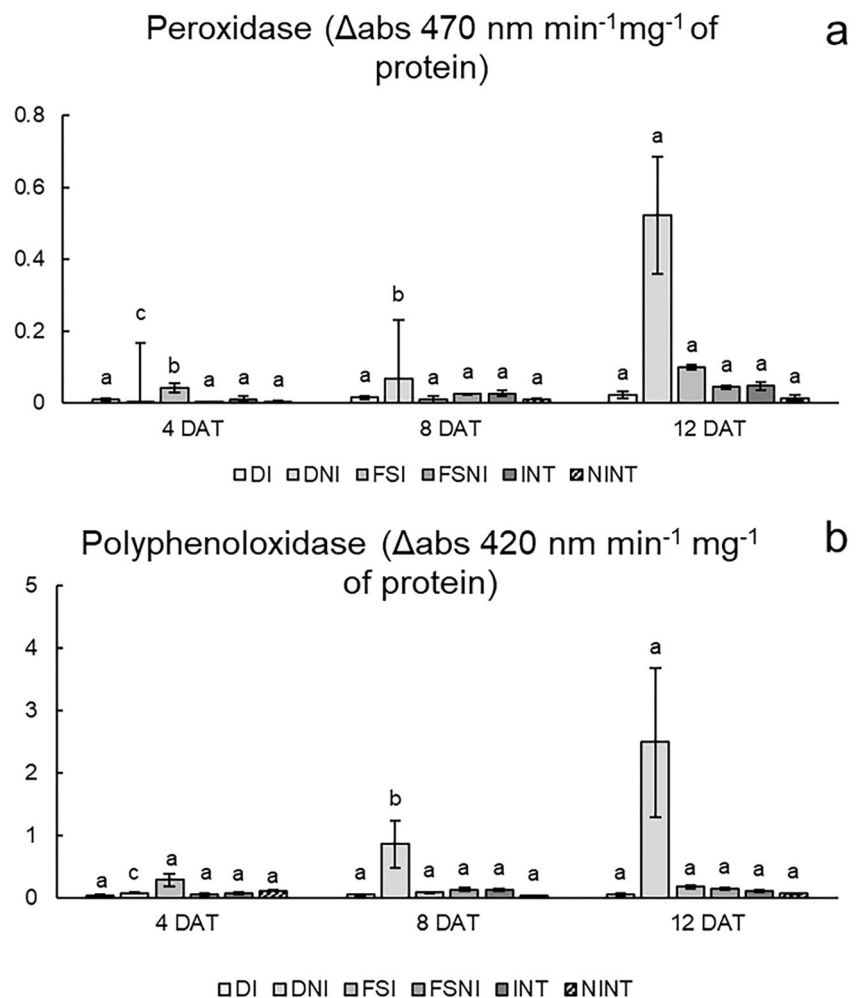 Peroxidase (Δabs 470 nm min⁻¹mg⁻¹ of
protein)
a
0.8
0.6
0.4
0.2
0
a c b a a a
a b a a a a
a a a a a a
4 DAT 8 DAT 12 DAT
DI DNI FSI FSNI INT NINT
Polyphenoloxidase (Δabs 420 nm min⁻¹ mg⁻¹
of protein)
b
5
4
3
2
1
0
a c a a a a
a b a a a a
a a a a a a
4 DAT 8 DAT 12 DAT
DI DNI FSI FSNI INT NINT